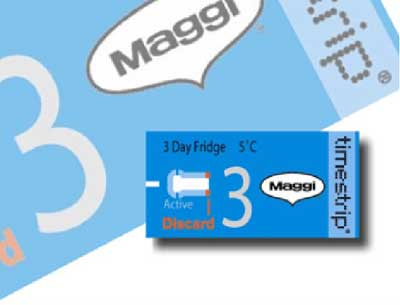 Maggi
timestrip®
3
d
3 Day Fridge 5°C
Active
Discard
3
Maggi
timestrip®